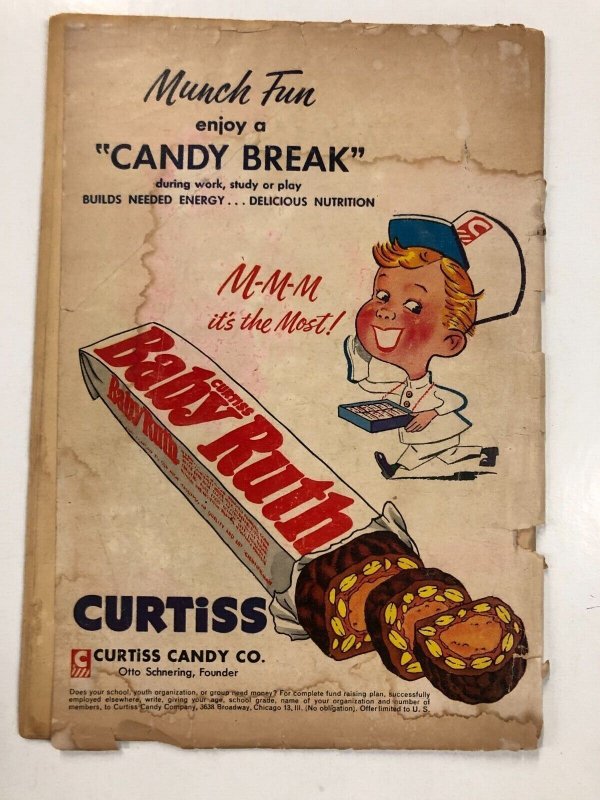 Munch Fun
enjoy a
"CANDY BREAK"
during work, study or play
BUILDS NEEDED ENERGY... DELICIOUS NUTRITION
C
M-M-M
it's the Most!
CURTISS
Baby Ruth
Baby Ruth
CURTiSS
C CURTiSS CANDY CO.
Otto Schnering, Founder
Does your school, youth organization, or group need money? For complete fund raising plan, successfully
employed elsewhere, write, giving your age, school grade, name of your organization and number of
members, to Curtiss Candy Company, 3638 Broadway, Chicago 13, Ill. (No obligation). Offer limited to U. S.